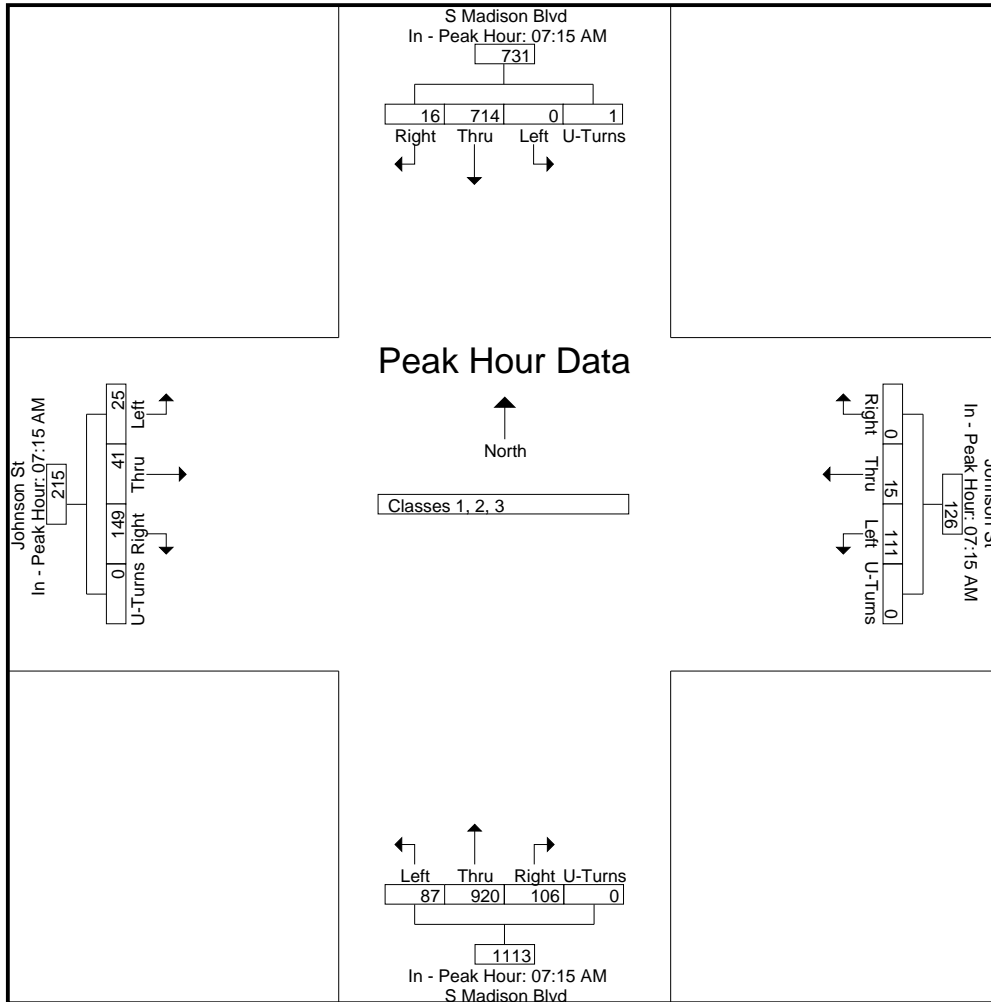 S Madison Blvd
In - Peak Hour: 07:15 AM
731
16 714 0 1
Right Thru Left U-Turns
Peak Hour Data
North
Classes 1, 2, 3
Johnson St
In - Peak Hour: 07:15 AM
215
25 41 149 0
Left Thru Right U-Turns
Johnson St
In - Peak Hour: 07:15 AM
126
0 15 111 0
Right Thru Left U-Turns
Left Thru Right U-Turns
87 920 106 0
1113
In - Peak Hour: 07:15 AM
S Madison Blvd